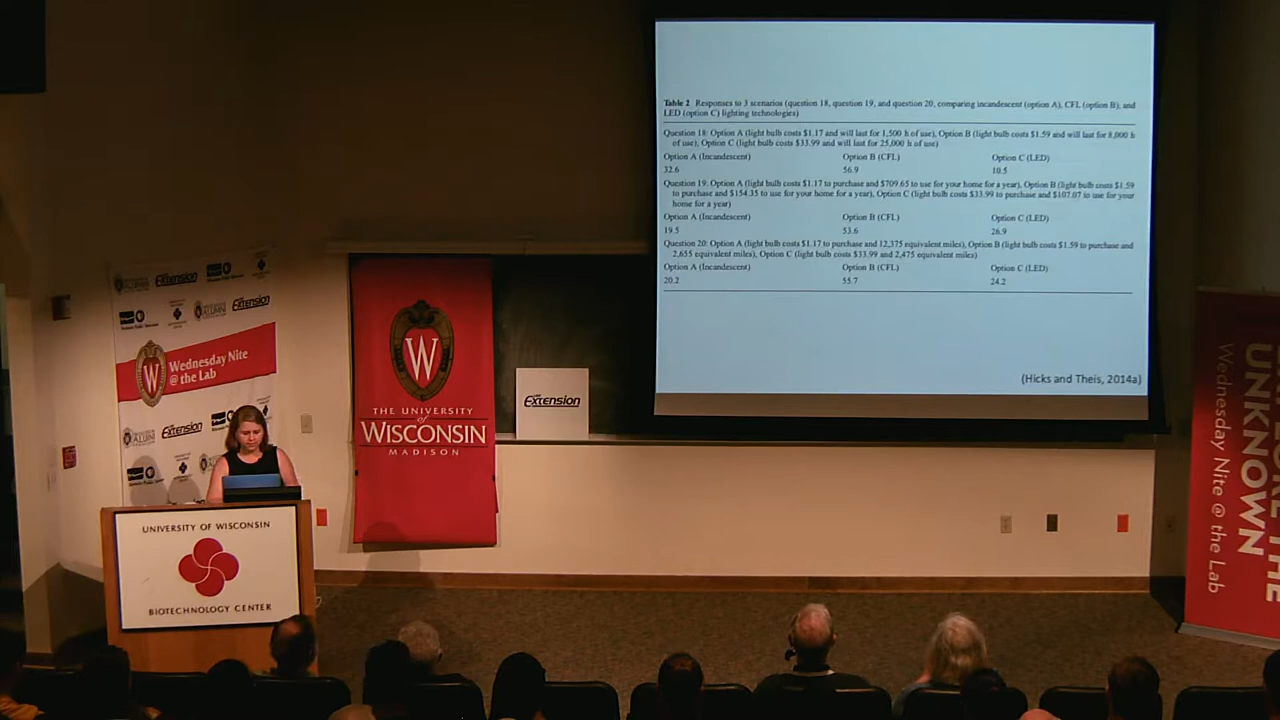 Table 2 Responses to 3 scenarios (question 18, question 19, and question 20, comparing incandescent (option A), CFL (option B), and
LED (option C) lighting technologies)
Question 18: Option A (light bulb costs $1.17 and will last for 1,500 h of use), Option B (light bulb costs $1.59 and will last for 8,000 h
of use), Option C (light bulb costs $33.99 and will last for 25,000 h of use)
Option A (Incandescent) Option B (CFL) Option C (LED)
32.6 56.9 10.5
Question 19: Option A (light bulb costs $1.17 to purchase and $709.65 to use for your home for a year), Option B (light bulb costs $1.59
to purchase and $154.35 to use for your home for a year), Option C (light bulb costs $33.99 to purchase and $107.07 to use for your
home for a year)
Option A (Incandescent) Option B (CFL) Option C (LED)
19.5 53.6 26.9
Question 20: Option A (light bulb costs $1.17 to purchase and 12,375 equivalent miles), Option B (light bulb costs $1.59 to purchase and
2,655 equivalent miles), Option C (light bulb costs $33.99 and 2,475 equivalent miles)
Option A (Incandescent) Option B (CFL) Option C (LED)
20.2 55.7 24.2
(Hicks and Theis, 2014a)
Extension
Extension
Wednesday Nite
@ the Lab
W
Extension
W
THE UNIVERSITY
of
WISCONSIN
MADISON
Extension
UNIVERSITY OF WISCONSIN
BIOTECHNOLOGY CENTER
THE
UNKNOWN
Wednesday Nite @ the Lab